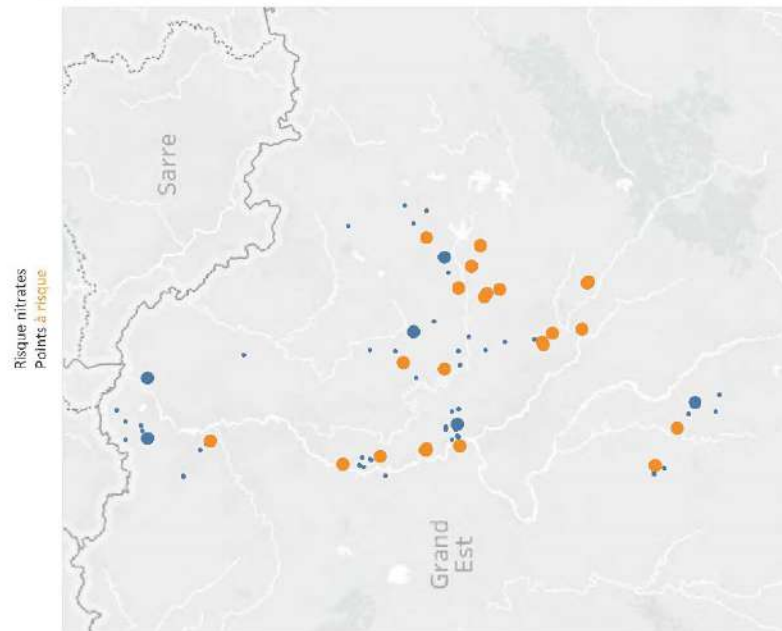 Risque nitrates
Points à risque
Sarre
Grand
Est